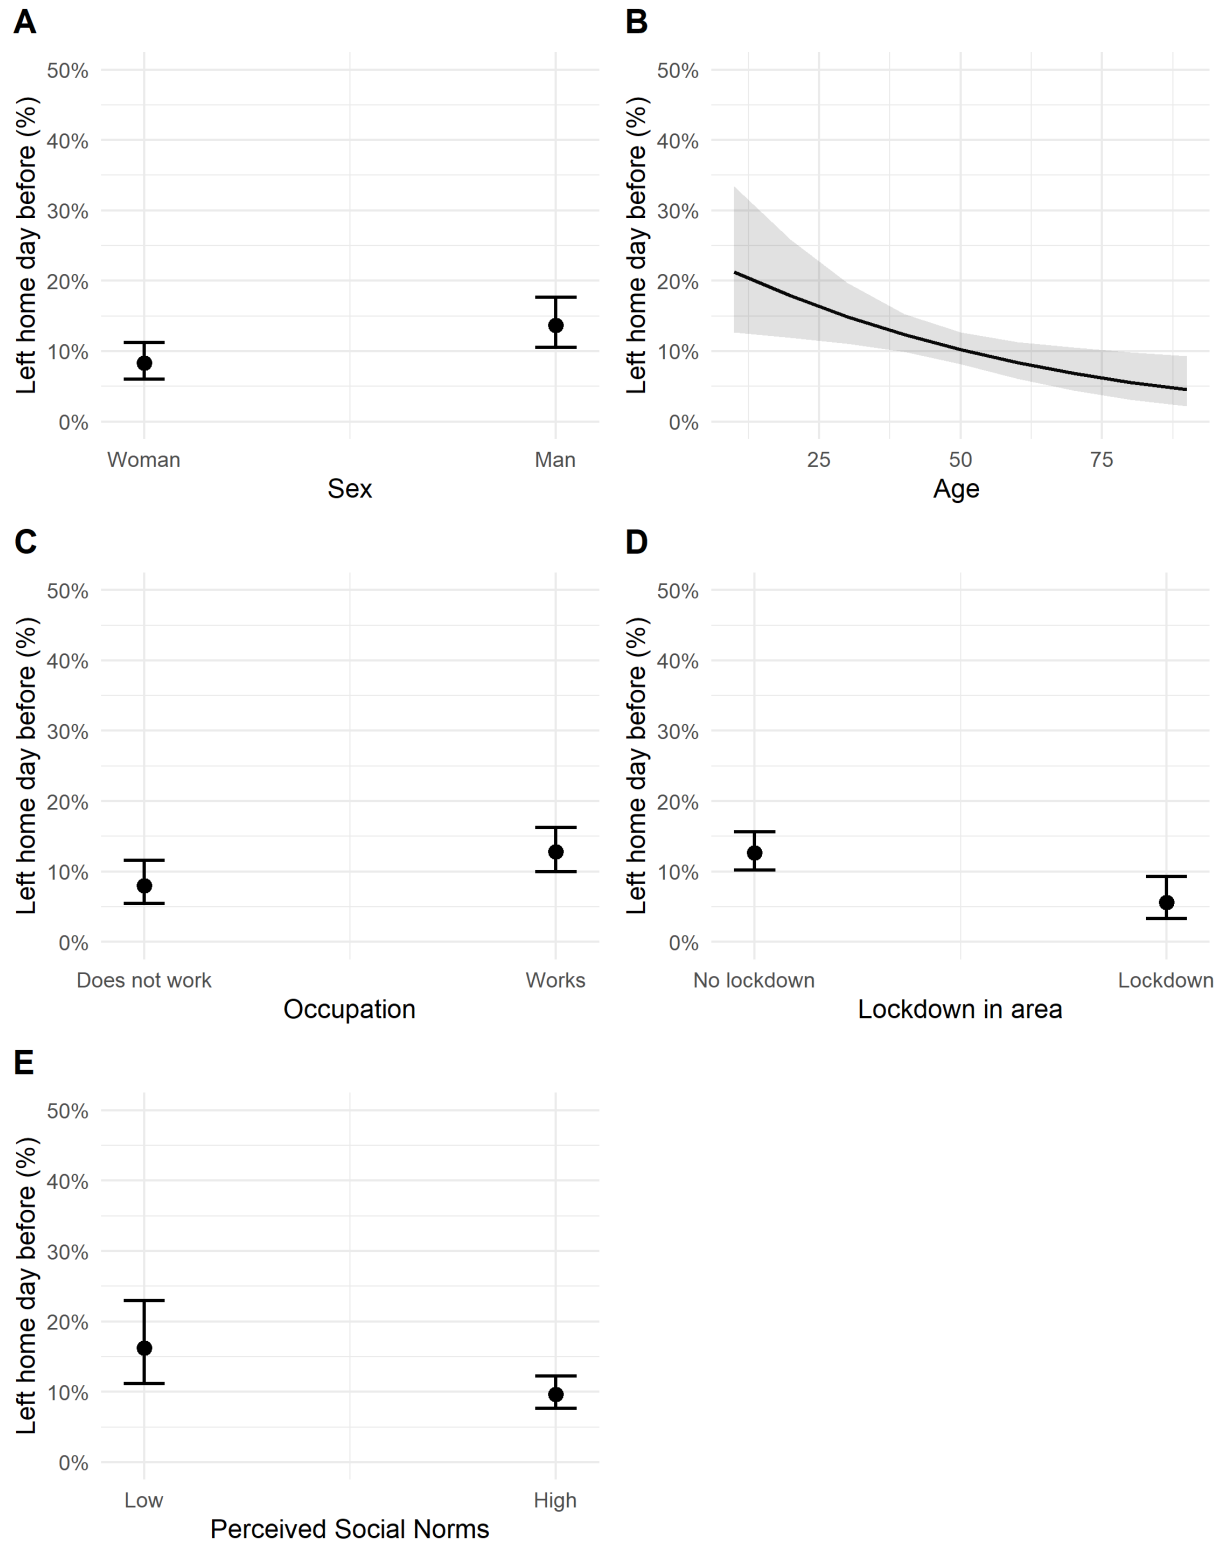 A
Left home day before (%)
50%
40%
30%
20%
10%
0%
Woman
Man
Sex
B
Left home day before (%)
50%
40%
30%
20%
10%
0%
25
50
75
Age
C
Left home day before (%)
50%
40%
30%
20%
10%
0%
Does not work
Works
Occupation
D
Left home day before (%)
50%
40%
30%
20%
10%
0%
No lockdown
Lockdown
Lockdown in area
E
Left home day before (%)
50%
40%
30%
20%
10%
0%
Low
High
Perceived Social Norms